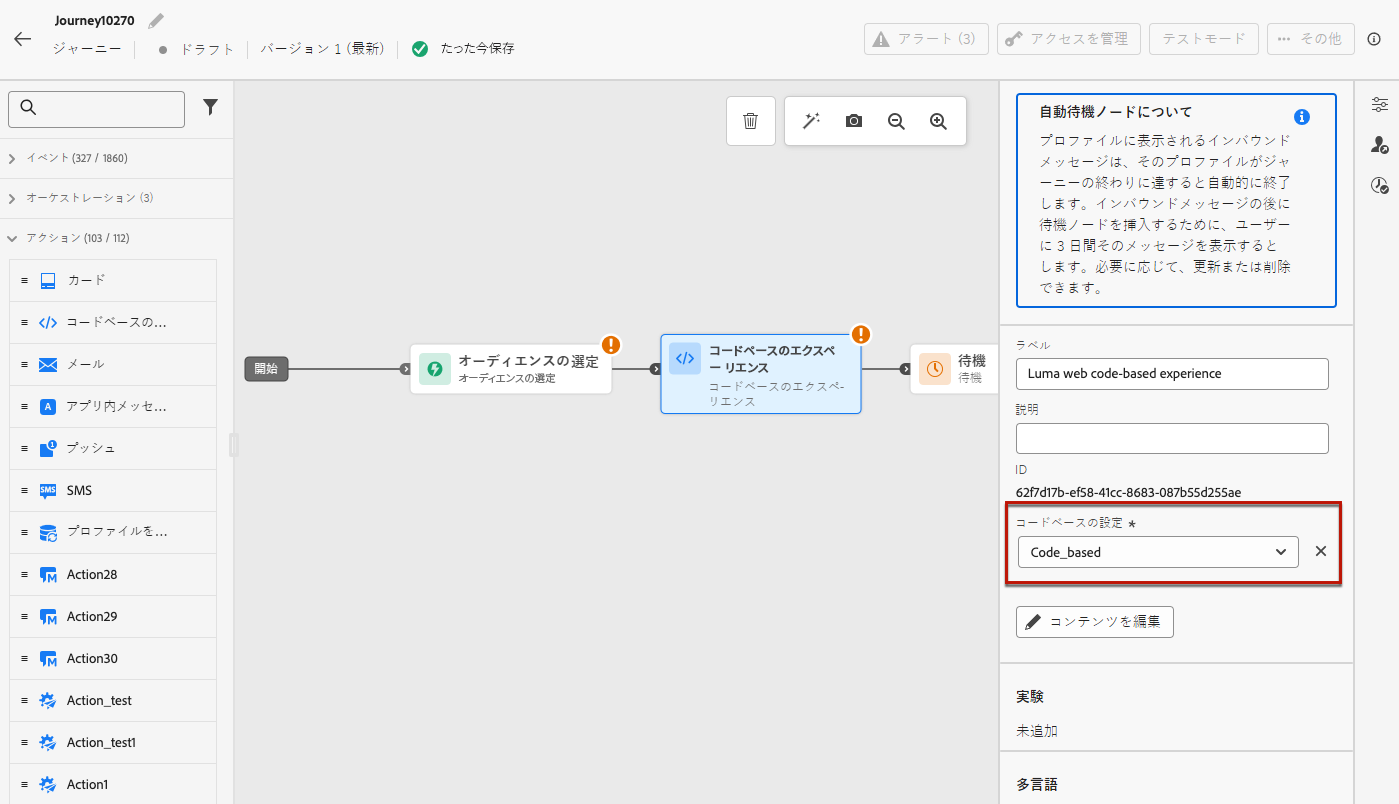 Journey10270
ジャーニー
ドラフト
バージョン 1 (最新)
たった今保存
アラート (3)
アクセスを管理
テストモード
その他
イベント (327 / 1860)
オーケストレーション (3)
アクション (103 / 112)
カード
コードベースの...
メール
アプリ内メッセ...
プッシュ
SMS
プロファイルを...
Action28
Action29
Action30
Action_test
Action_test1
Action1
開始
オーディエンスの選定
オーディエンスの選定
コードベースのエクスペ
ー リエンス
コードベースのエクスペ-
リエンス
待機
待機
自動待機ノードについて
プロファイルに表示されるインバウンド
メッセージは、そのプロファイルがジャ
ーニーの終わりに達すると自動的に終了
します。インバウンドメッセージの後に
待機ノードを挿入するために、ユーザー
に 3 日間そのメッセージを表示すると
します。必要に応じて、更新または削除
できます。
ラベル
Luma web code-based experience
説明
ID
62f7d17b-ef58-41cc-8683-087b55d255ae
コードベースの設定 *
Code_based
コンテンツを編集
実験
未追加
多言語